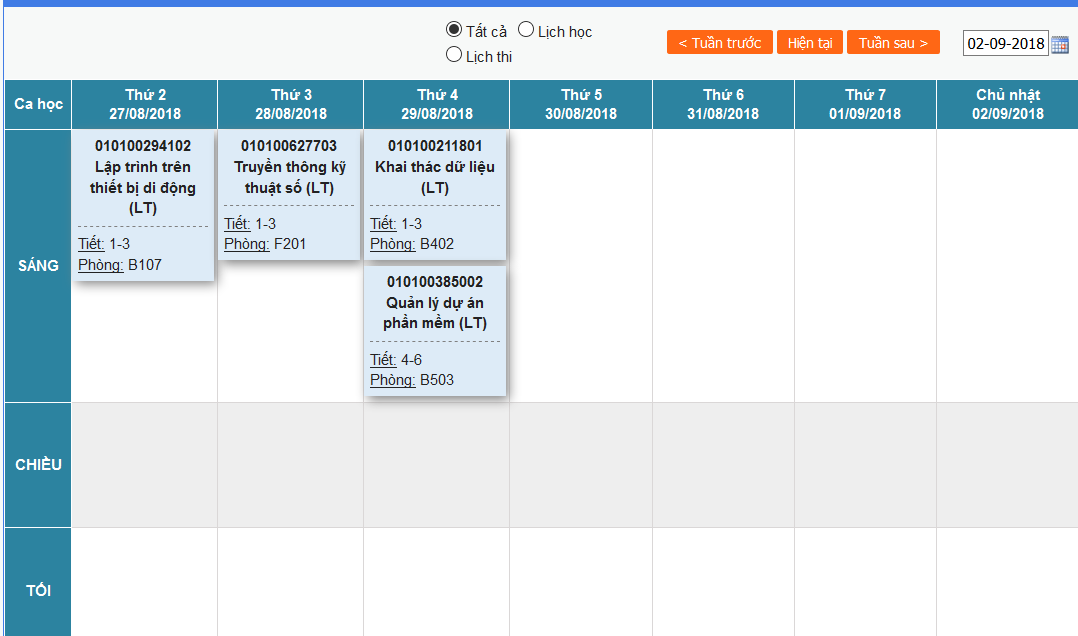 Tất cả Lịch học
Lịch thi
< Tuần trước Hiện tại Tuần sau > 02-09-2018
Ca học
Thứ 2
27/08/2018
Thứ 3
28/08/2018
Thứ 4
29/08/2018
Thứ 5
30/08/2018
Thứ 6
31/08/2018
Thứ 7
01/09/2018
Chủ nhật
02/09/2018
SÁNG
010100294102
Lập trình trên
thiết bị di động
(LT)
Tiết: 1-3
Phòng: B107
010100627703
Truyền thông kỹ
thuật số (LT)
Tiết: 1-3
Phòng: F201
010100211801
Khai thác dữ liệu
(LT)
Tiết: 1-3
Phòng: B402
010100385002
Quản lý dự án
phần mềm (LT)
Tiết: 4-6
Phòng: B503
CHIỀU
TỐI